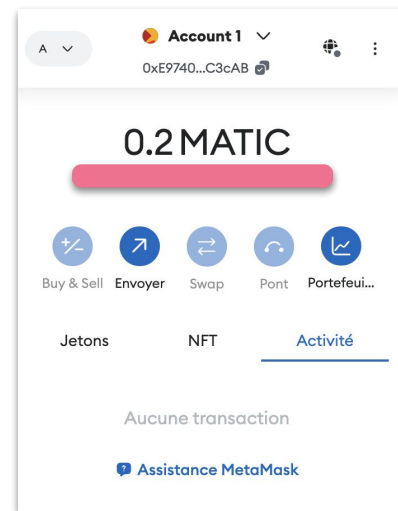 A
Account 1
0xE9740...C3cAB
0.2 MATIC
Buy & Sell Envoyer Swap Pont Portefeui...
Jetons NFT Activité
Aucune transaction
Assistance MetaMask